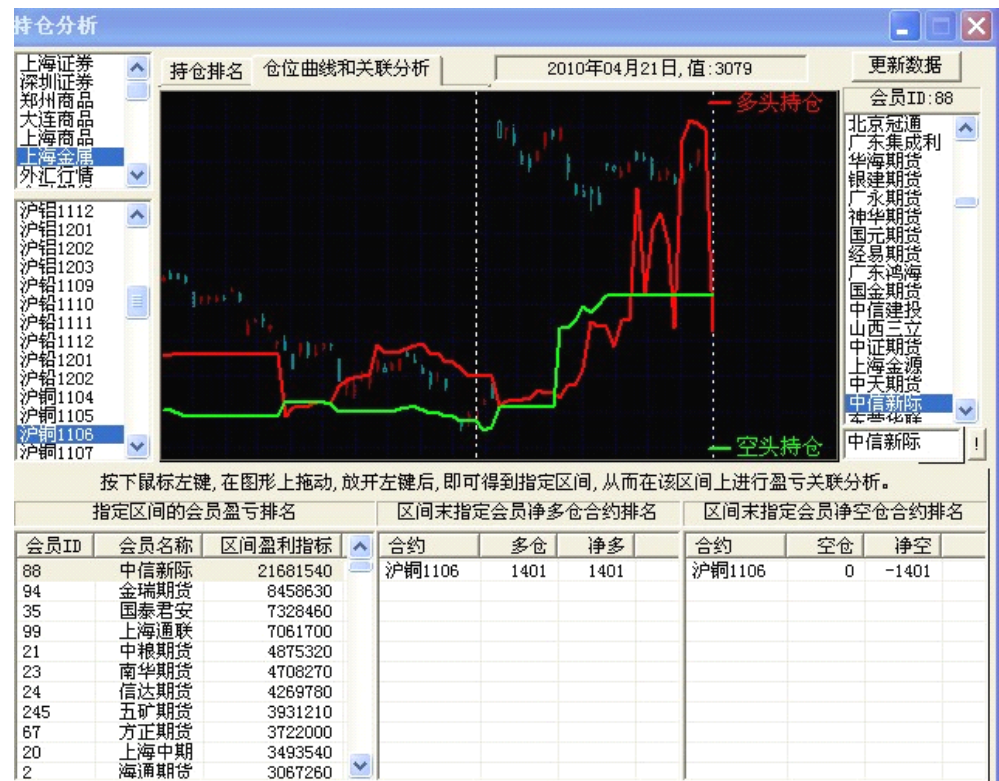 持仓分析
上海证券
深圳证券
郑州商品
大连商品
上海商品
上海金属
外汇行情
持仓排名 仓位曲线和关联分析 2010年04月21日,值:3079 更新数据
会员ID:88
多头持仓
空头持仓
沪铝1112
沪铝1201
沪铝1202
沪铝1203
沪铅1109
沪铅1110
沪铅1111
沪铅1112
沪铅1201
沪铅1202
沪铜1104
沪铜1105
沪铜1106
沪铜1107
北京冠通
广东集成利
华海期货
银建期货
广永期货
神华期货
国元期货
经易期货
广东鸿海
国金期货
中信建投
山西三立
中证期货
上海金源
中天期货
中信新际
中信新际 !
按下鼠标左键,在图形上拖动,放开左键后,即可得到指定区间,从而在该区间上进行盈亏关联分析。
指定区间的会员盈亏排名 区间末指定会员净多仓合约排名 区间末指定会员净空仓合约排名
会员ID 会员名称 区间盈利指标 合约 多仓 净多 合约 空仓 净空
88 中信新际 21681540 沪铜1106 1401 1401 沪铜1106 0 -1401
94 金瑞期货 8458630
35 国泰君安 7328460
99 上海通联 7061700
21 中粮期货 4875320
23 南华期货 4708270
24 信达期货 4269780
245 五矿期货 3931210
67 方正期货 3722000
20 上海中期 3493540
2 海通期货 3067260